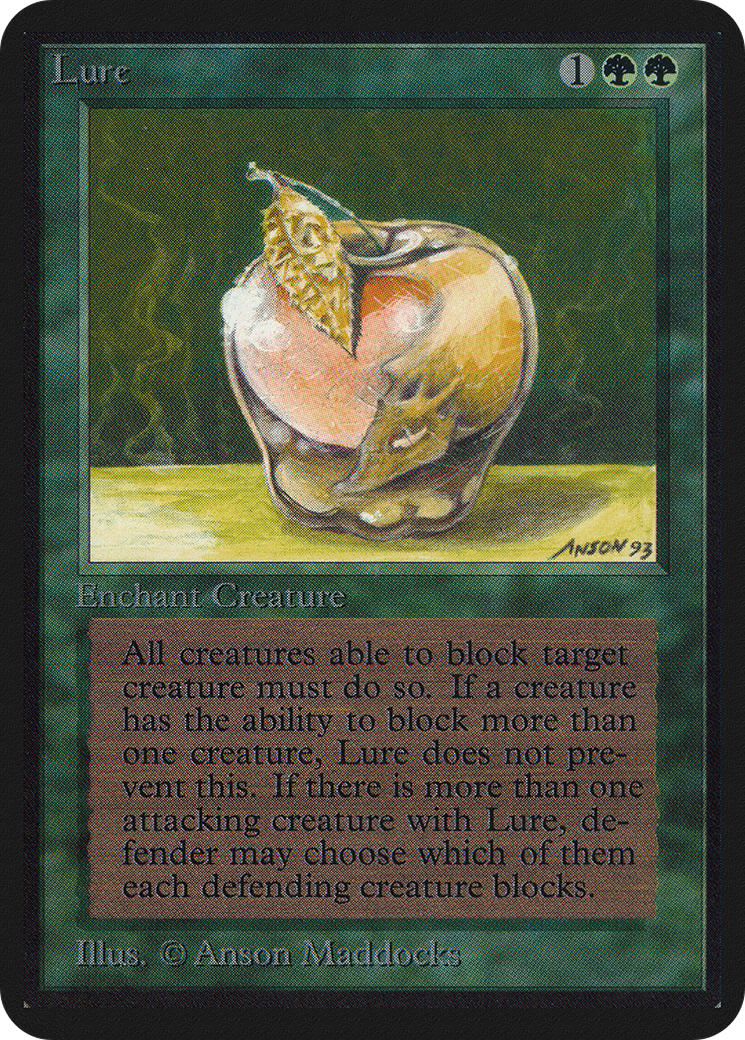 Lure 1
ANSON 93
Enchant Creature
All creatures able to block target
creature must do so. If a creature
has the ability to block more than
one creature, Lure does not pre-
vent this. If there is more than one
attacking creature with Lure, de-
fender may choose which of them
each defending creature blocks.
Illus. © Anson Maddocks